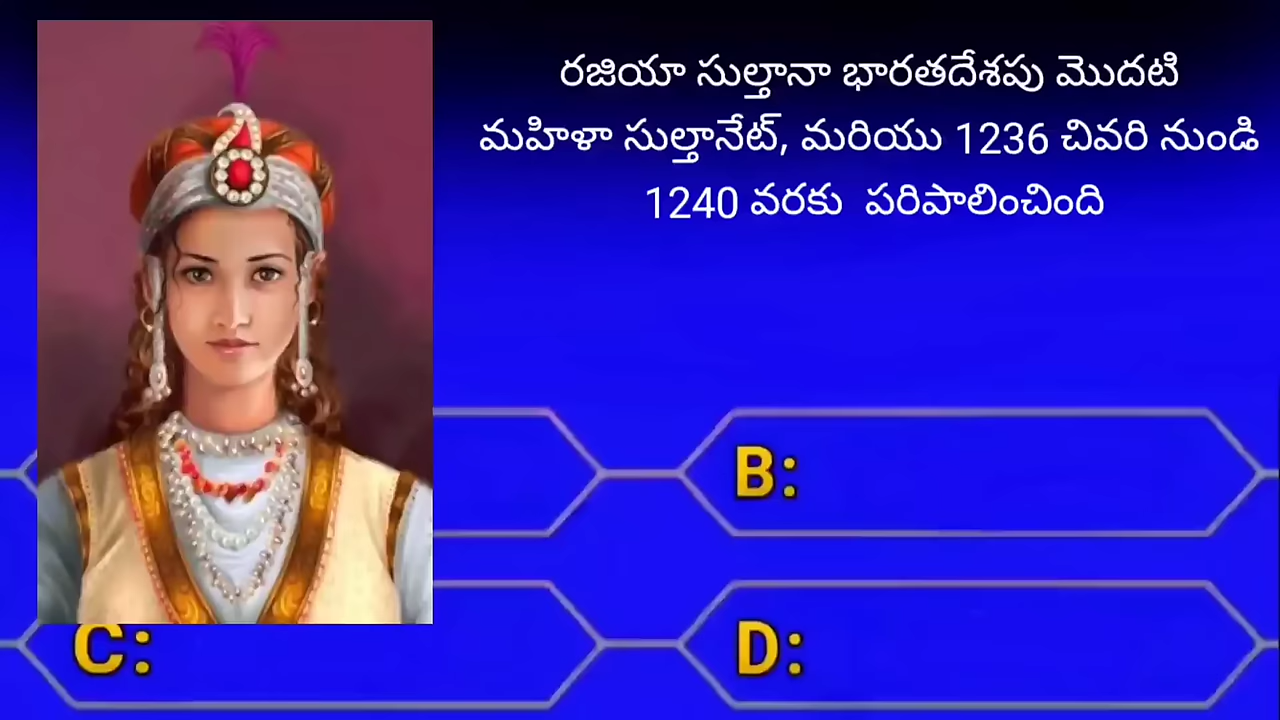 రజియా సుల్తానా భారతదేశపు మొదటి
మహిళా సుల్తానేట్, మరియు 1236 చివరి నుండి
1240 వరకు  పరిపాలించింది
B:
C:
D: